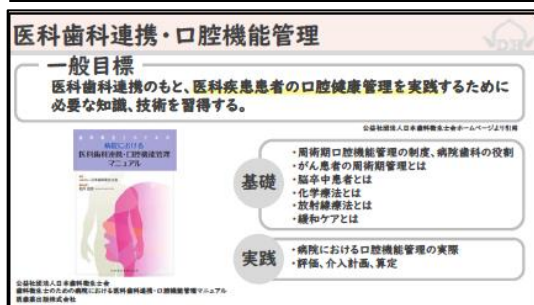 医科歯科連携・口腔機能管理
一般目標
医科歯科連携のもと、医科疾患患者の口腔健康管理を実践するために
必要な知識、技術を習得する。
公益社団法人日本歯科衛生士会ホームページより引用
病院における
医科歯科連携・口腔機能管理
マニュアル
基礎
・周術期口腔機能管理の制度、病院歯科の役割
・がん患者の周術期管理とは
・脳卒中患者とは
・化学療法とは
・放射線療法とは
・緩和ケアとは
実践
・病院における口腔機能管理の実際
・評価、介入計画、算定
公益社団法人日本歯科衛生士会
歯科衛生士のための病院における医科歯科連携・口腔機能管理マニュアル
医歯薬出版株式会社